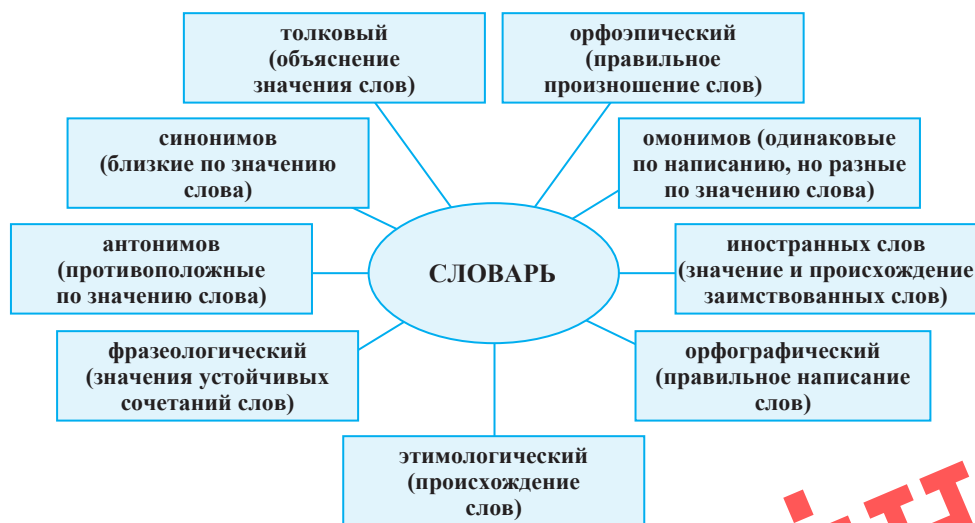 толковый
(объяснение
значения слов)
орфоэпический
(правильное
произношение слов)
синонимов
(близкие по значению
слова)
омонимов (одинаковые
по написанию, но разные
по значению слова)
антонимов
(противоположные
по значению слова)
СЛОВАРЬ
иностранных слов
(значение и происхождение
заимствованных слов)
фразеологический
(значения устойчивых
сочетаний слов)
орфографический
(правильное написание
слов)
этимологический
(происхождение
слов)